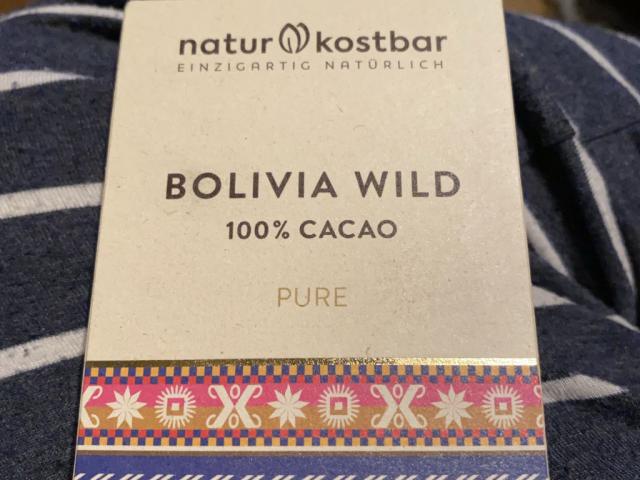 natur kostbar
EINZIGARTIG NATÜRLICH
BOLIVIA WILD
100% CACAO
PURE